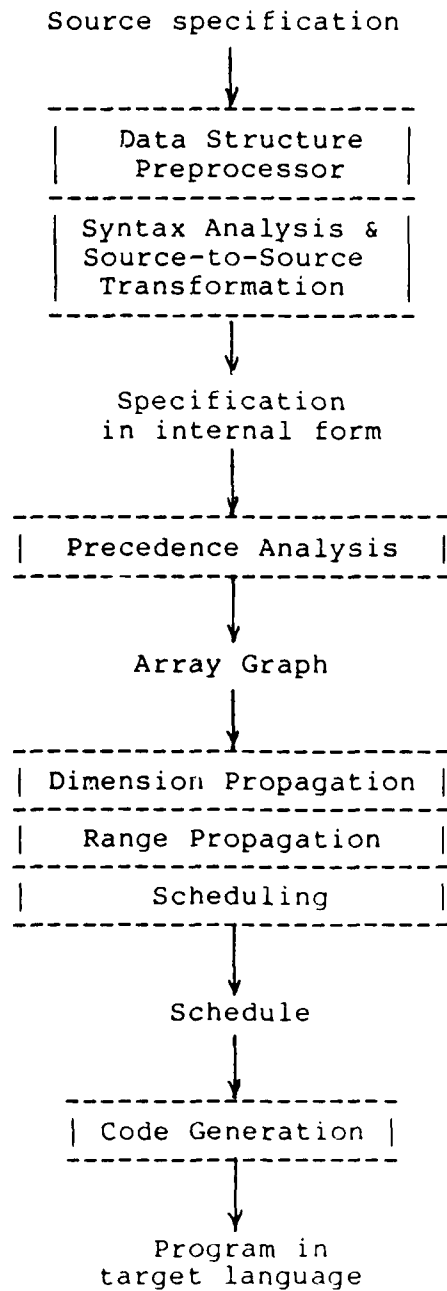 Source specification
Data Structure
Preprocessor
Syntax Analysis &
Source-to-Source
Transformation
Specification
in internal form
Precedence Analysis
Array Graph
Dimension Propagation
Range Propagation
Scheduling
Schedule
Code Generation
Program in
target language